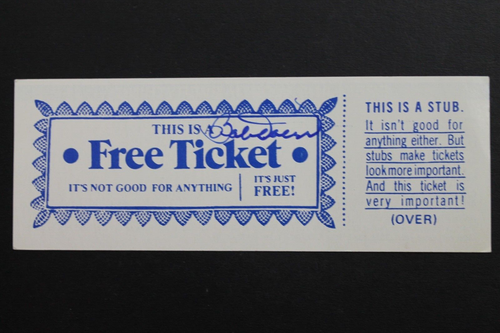 THIS IS A
• Free Ticket •
IT'S NOT GOOD FOR ANYTHING
IT'S JUST
FREE!
THIS IS A STUB.
It isn't good for
anything either. But
stubs make tickets
look more important.
And this ticket is
very important!
(OVER)